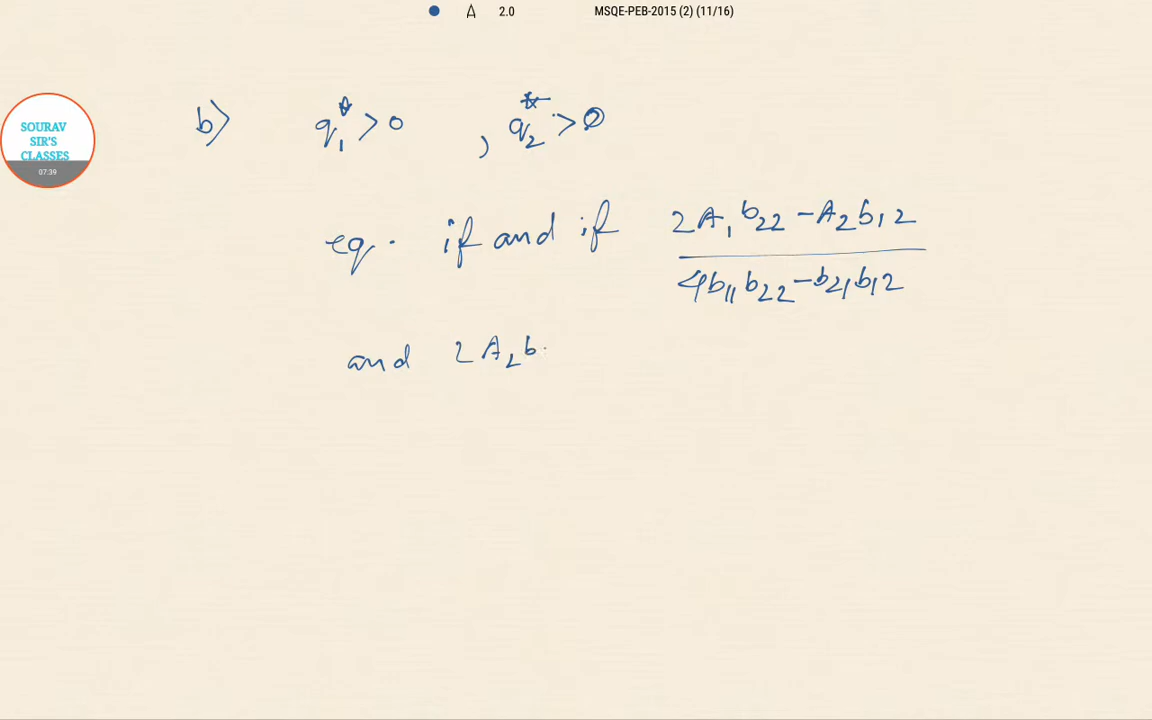 2.0 MSQE-PEB-2015 (2) (11/16)
SOURAV
SIR'S
CLASSES
07:39
b) q₁* > 0 , q₂* > 0
eq. if and if 2A₁b₂₂ - A₂b₁₂
4b₁₁b₂₂ - b₂₁b₁₂
and 2A₂b